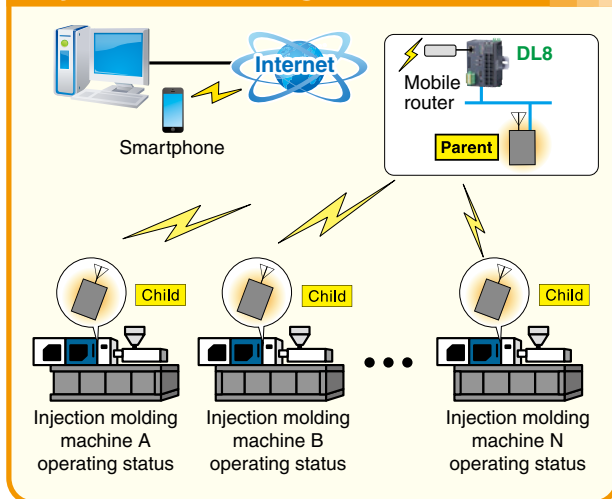 Internet
Smartphone
DL8
Mobile
router
Parent
Child
Child
Child
Injection molding
machine A
operating status
Injection molding
machine B
operating status
Injection molding
machine N
operating status